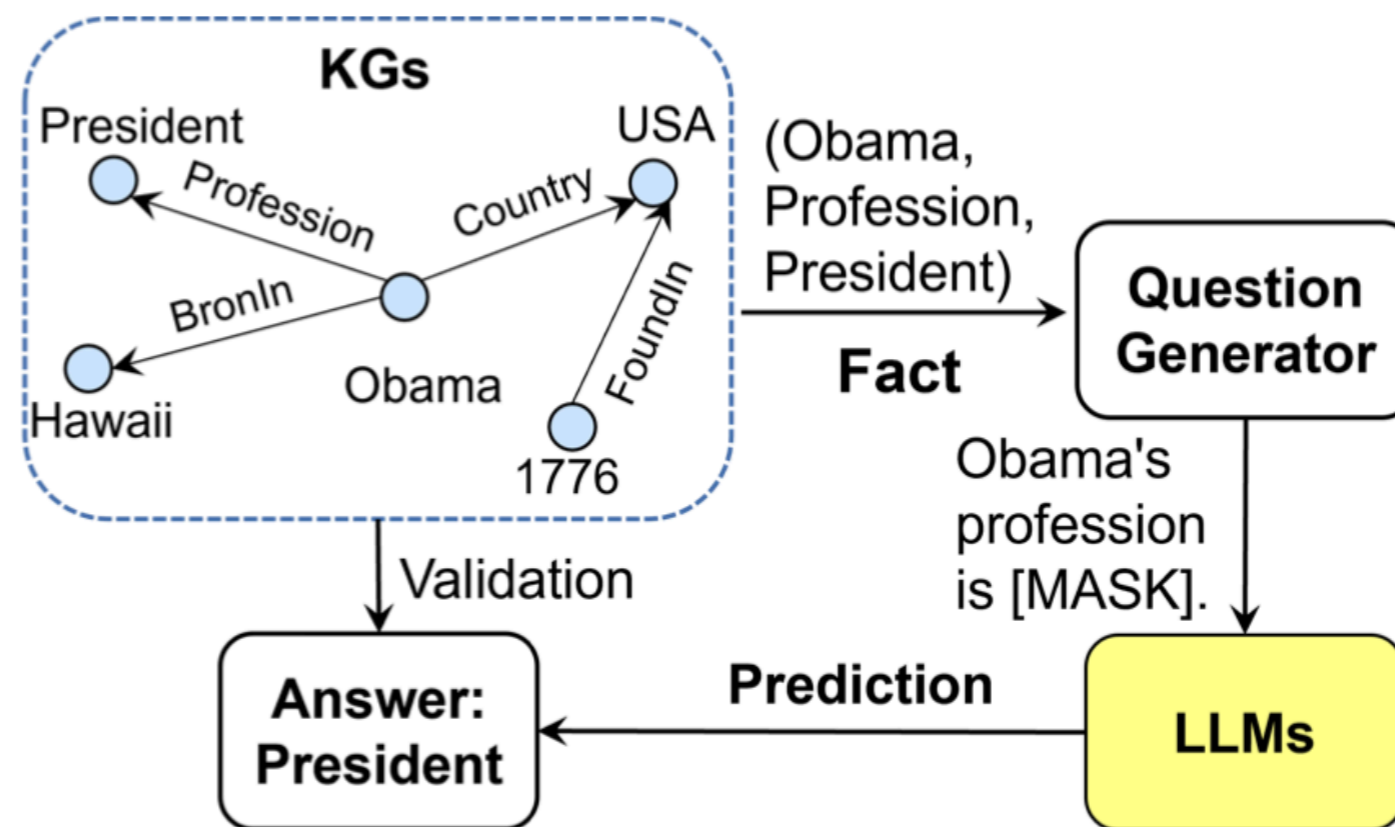 KGs
President
USA
Profession
Country
BronIn
FoundIn
Obama
Hawaii
1776
(Obama,
Profession,
President)
Fact
Question
Generator
Obama's
profession
is [MASK].
Validation
Prediction
Answer:
President
LLMs